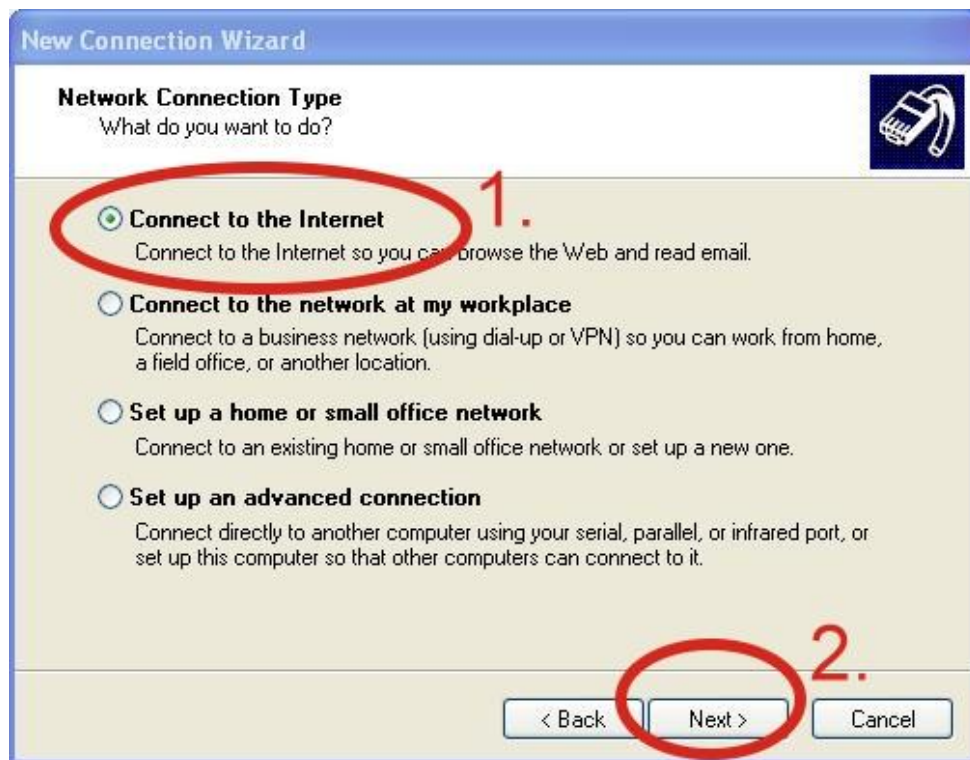 New Connection Wizard
Network Connection Type
What do you want to do?
1.
Connect to the Internet
Connect to the Internet so you can browse the Web and read email.
Connect to the network at my workplace
Connect to a business network (using dial-up or VPN) so you can work from home,
a field office, or another location.
Set up a home or small office network
Connect to an existing home or small office network or set up a new one.
Set up an advanced connection
Connect directly to another computer using your serial, parallel, or infrared port, or
set up this computer so that other computers can connect to it.
2.
< Back Next > Cancel